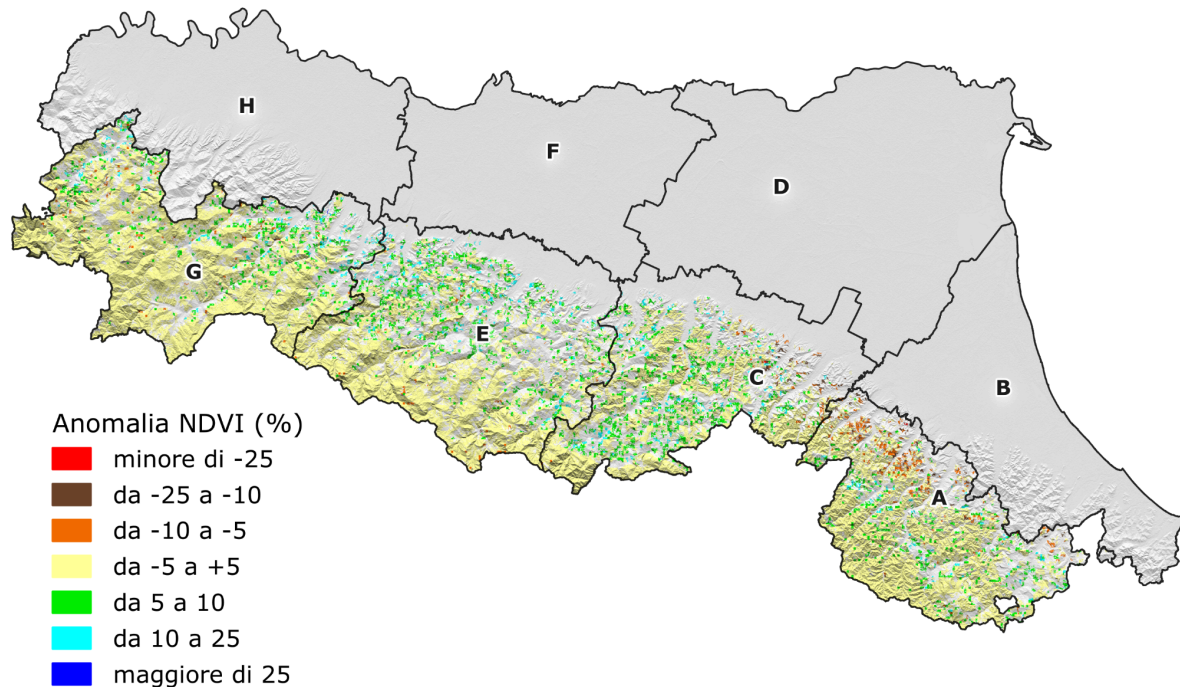 H
F
D
G
E
C
B
A
Anomalia NDVI (%)
minore di -25
da -25 a -10
da -10 a -5
da -5 a +5
da 5 a 10
da 10 a 25
maggiore di 25